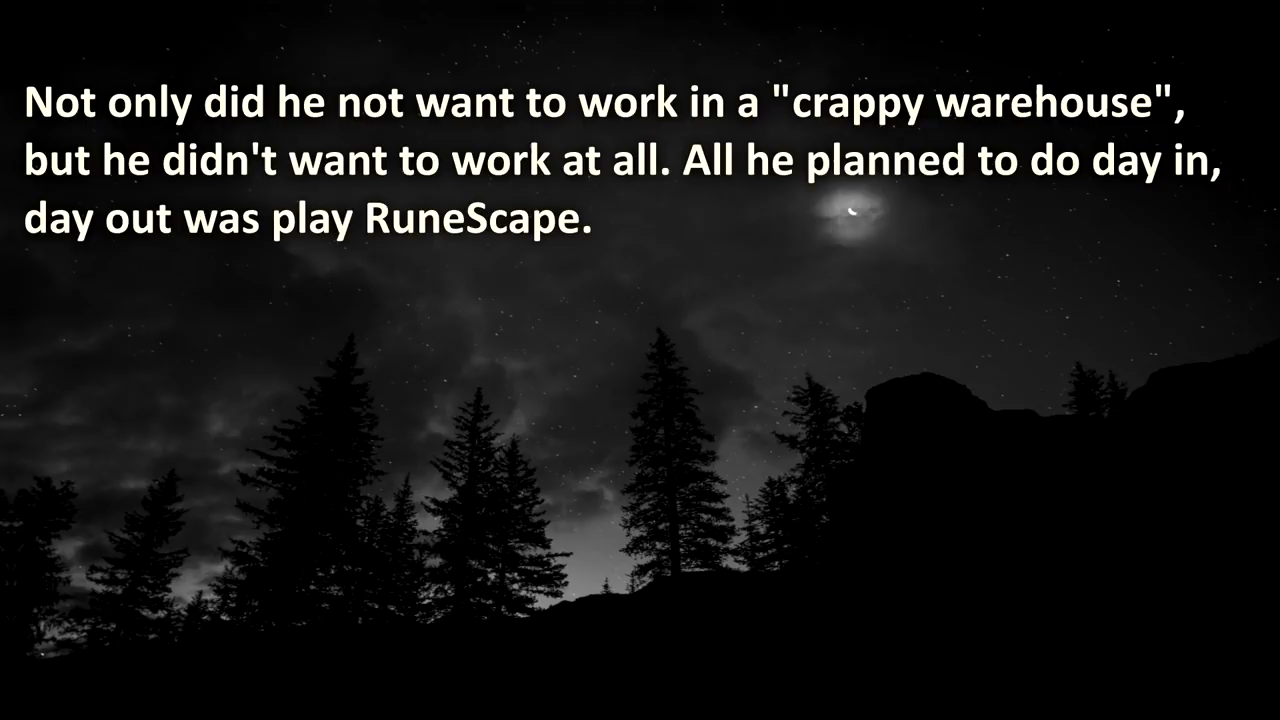 Not only did he not want to work in a "crappy warehouse",
but he didn't want to work at all. All he planned to do day in,
day out was play RuneScape.